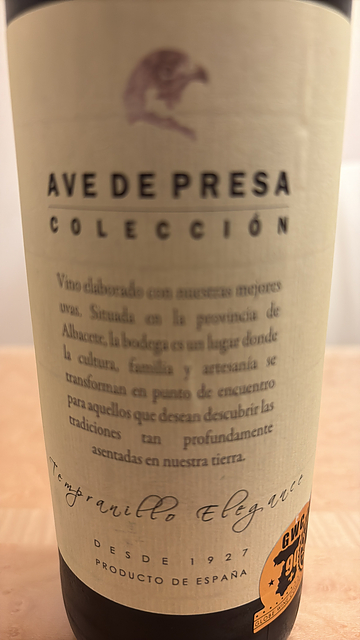 AVE DE PRESA
COLECCIÓN
Vino elaborado con nuestras mejores
uvas. Situada en la provincia de
Albacete, la bodega es un lugar donde
la cultura, familia y artesanía se
transforman en punto de encuentro
para aquellos que desean descubrir las
tradiciones tan profundamente
asentadas en nuestra tierra.
Tempranillo Elegance
DESDE 1927
PRODUCTO DE ESPAÑA
GWC
90